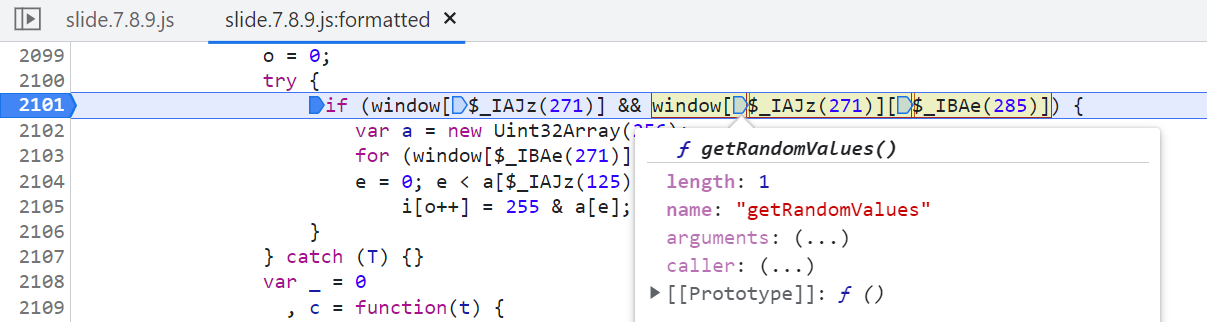 slide.7.8.9.js slide.7.8.9.js:formatted ×
2099 o = 0;
2100 try {
2101 if (window[$_IAJz(271)] && window[$_IAJz(271)][$_IBAe(285)]) {
2102 var a = new Uint32Array(256);
2103 for (window[$_IBAe(271)]
2104 e = 0; e < a[$_IAJz(125)
2105 i[o++] = 255 & a[e];
2106 }
2107 } catch (T) {}
2108 var _ = 0
2109 , c = function(t) {
ƒ getRandomValues()
length: 1
name: "getRandomValues"
arguments: (...)
caller: (...)
▶[[Prototype]]: ƒ ()